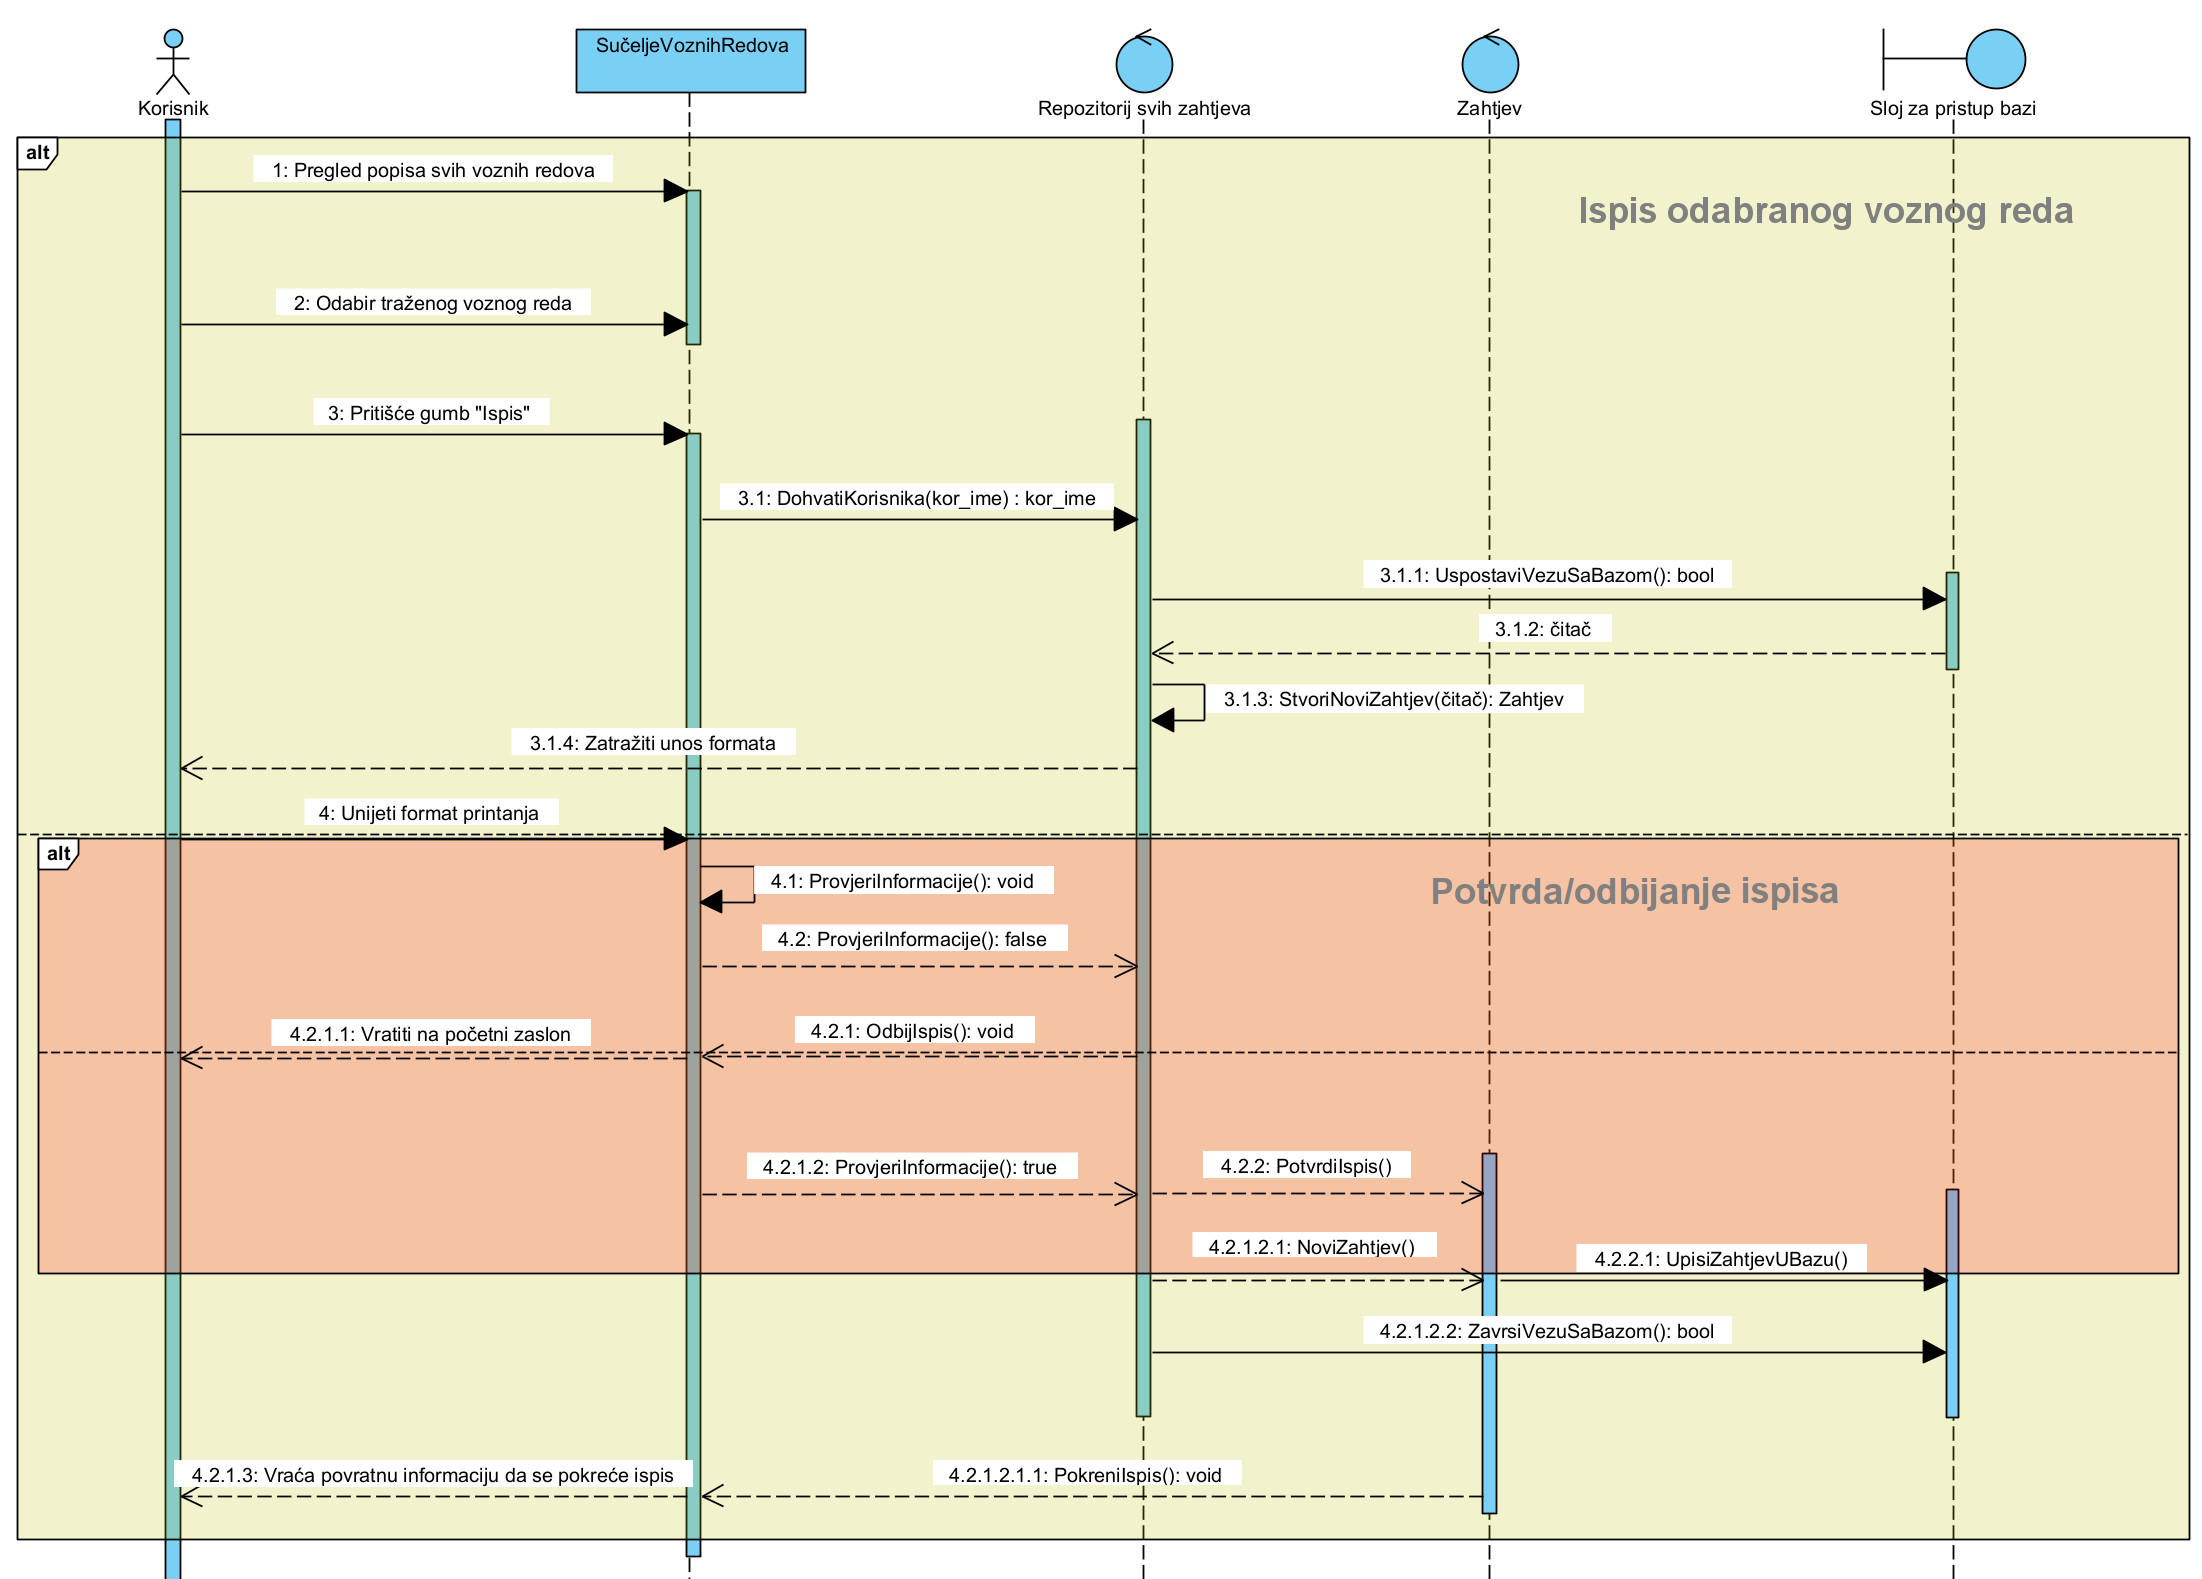 SučeljeVoznihRedova
Korisnik
Repozitorij svih zahtjeva
Zahtjev
Sloj za pristup bazi
alt
1: Pregled popisa svih voznih redova
Ispis odabranog voznog reda
2: Odabir traženog voznog reda
3: Pritišće gumb "Ispis"
3.1: DohvatiKorisnika(kor_ime) : kor_ime
3.1.1: UspostaviVezuSaBazom(): bool
3.1.2: čitač
3.1.3: StvoriNoviZahtjev(čitač): Zahtjev
3.1.4: Zatražiti unos formata
4: Unijeti format printanja
alt
4.1: ProvjeriInformacije(): void
Potvrda/odbijanje ispisa
4.2: ProvjeriInformacije(): false
4.2.1.1: Vratiti na početni zaslon
4.2.1: OdbijIspis(): void
4.2.1.2: ProvjeriInformacije(): true
4.2.2: PotvrdiIspis()
4.2.1.2.1: NoviZahtjev()
4.2.2.1: UpisiZahtjevUBazu()
4.2.1.2.2: ZavrsiVezuSaBazom(): bool
4.2.1.3: Vraća povratnu informaciju da se pokreće ispis
4.2.1.2.1.1: PokreniIspis(): void